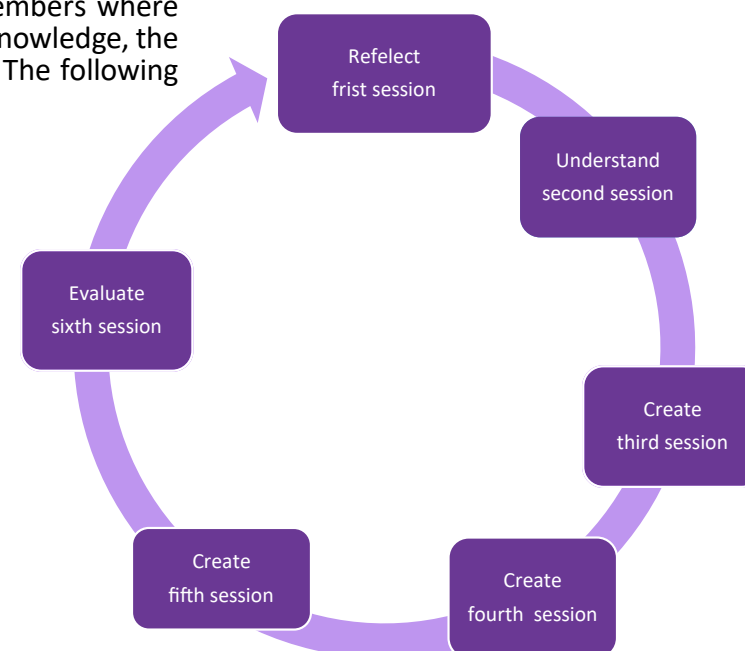 embers where
nowledge, the
The following
Refelect
frist session
Understand
second session
Create
third session
Create
fourth session
Create
fifth session
Evaluate
sixth session